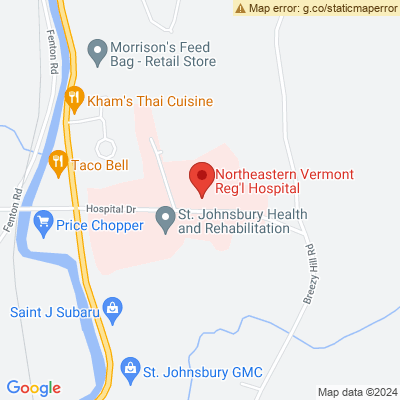 Map error: g.co/staticmaperror
Fenton Rd
Morrison's Feed
Bag - Retail Store
Kham's Thai Cuisine
Taco Bell
Northeastern Vermont
Reg'l Hospital
Fenton Rd
Hospital Dr
St. Johnsbury Health
and Rehabilitation
Price Chopper
Breezy Hill Rd
Saint J Subaru
St. Johnsbury GMC
Google
Map data ©2024